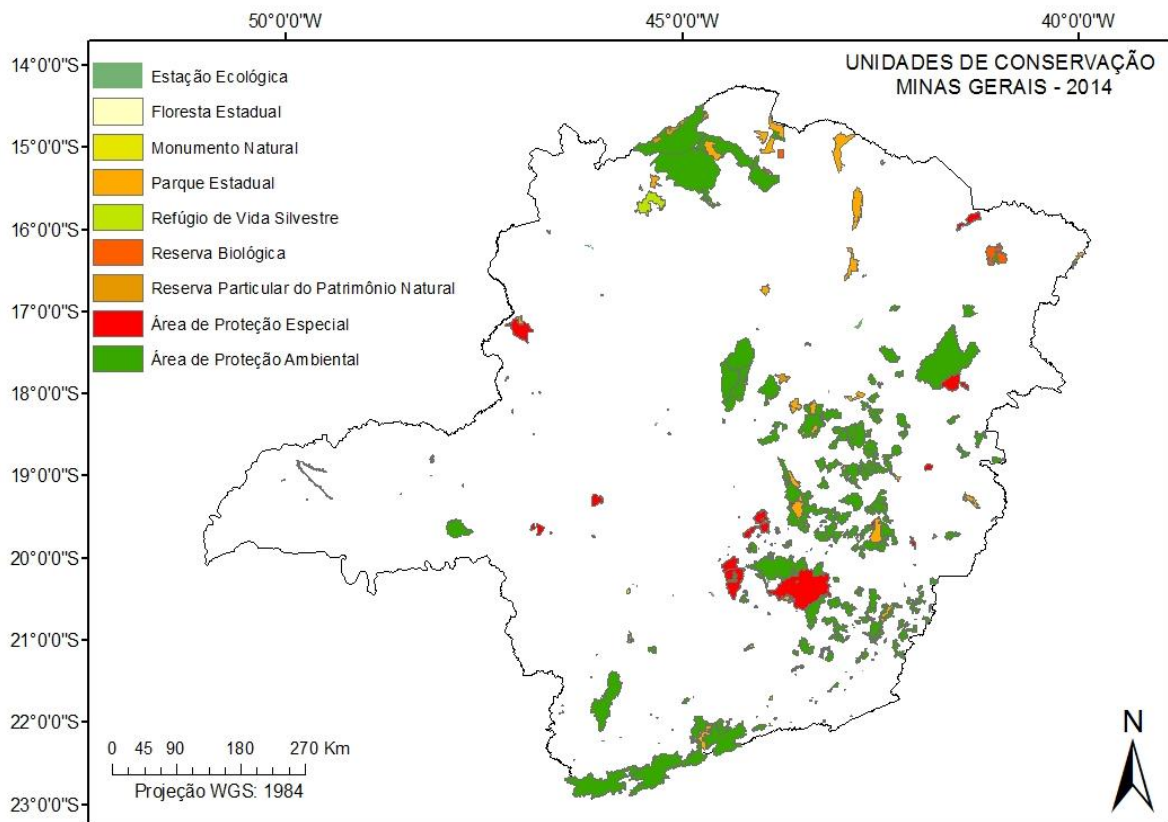 50°0'0"W 45°0'0"W 40°0'0"W
UNIDADES DE CONSERVAÇÃO
MINAS GERAIS - 2014
14°0'0"S
15°0'0"S
16°0'0"S
17°0'0"S
18°0'0"S
19°0'0"S
20°0'0"S
21°0'0"S
22°0'0"S
23°0'0"S
Estação Ecológica
Floresta Estadual
Monumento Natural
Parque Estadual
Refúgio de Vida Silvestre
Reserva Biológica
Reserva Particular do Patrimônio Natural
Área de Proteção Especial
Área de Proteção Ambiental
0 45 90 180 270 Km
Projeção WGS: 1984
N